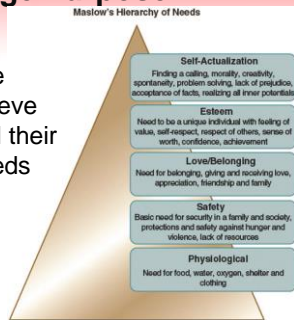 Maslow's Hierarchy of Needs
e
eve
their
eds
Self-Actualization
Finding a calling, morality, creativity,
spontaneity, problem solving, lack of prejudice,
acceptance of facts, realizing all inner potentials
Esteem
Need to be a unique individual with feeling of
value, self-respect, respect of others, sense of
worth, confidence, achievement
Love/Belonging
Need for belonging, giving and receiving love,
appreciation, friendship and family
Safety
Basic need for security in a family and society,
protections and safety against hunger and
violence, lack of resources
Physiological
Need for food, water, oxygen, shelter and
clothing